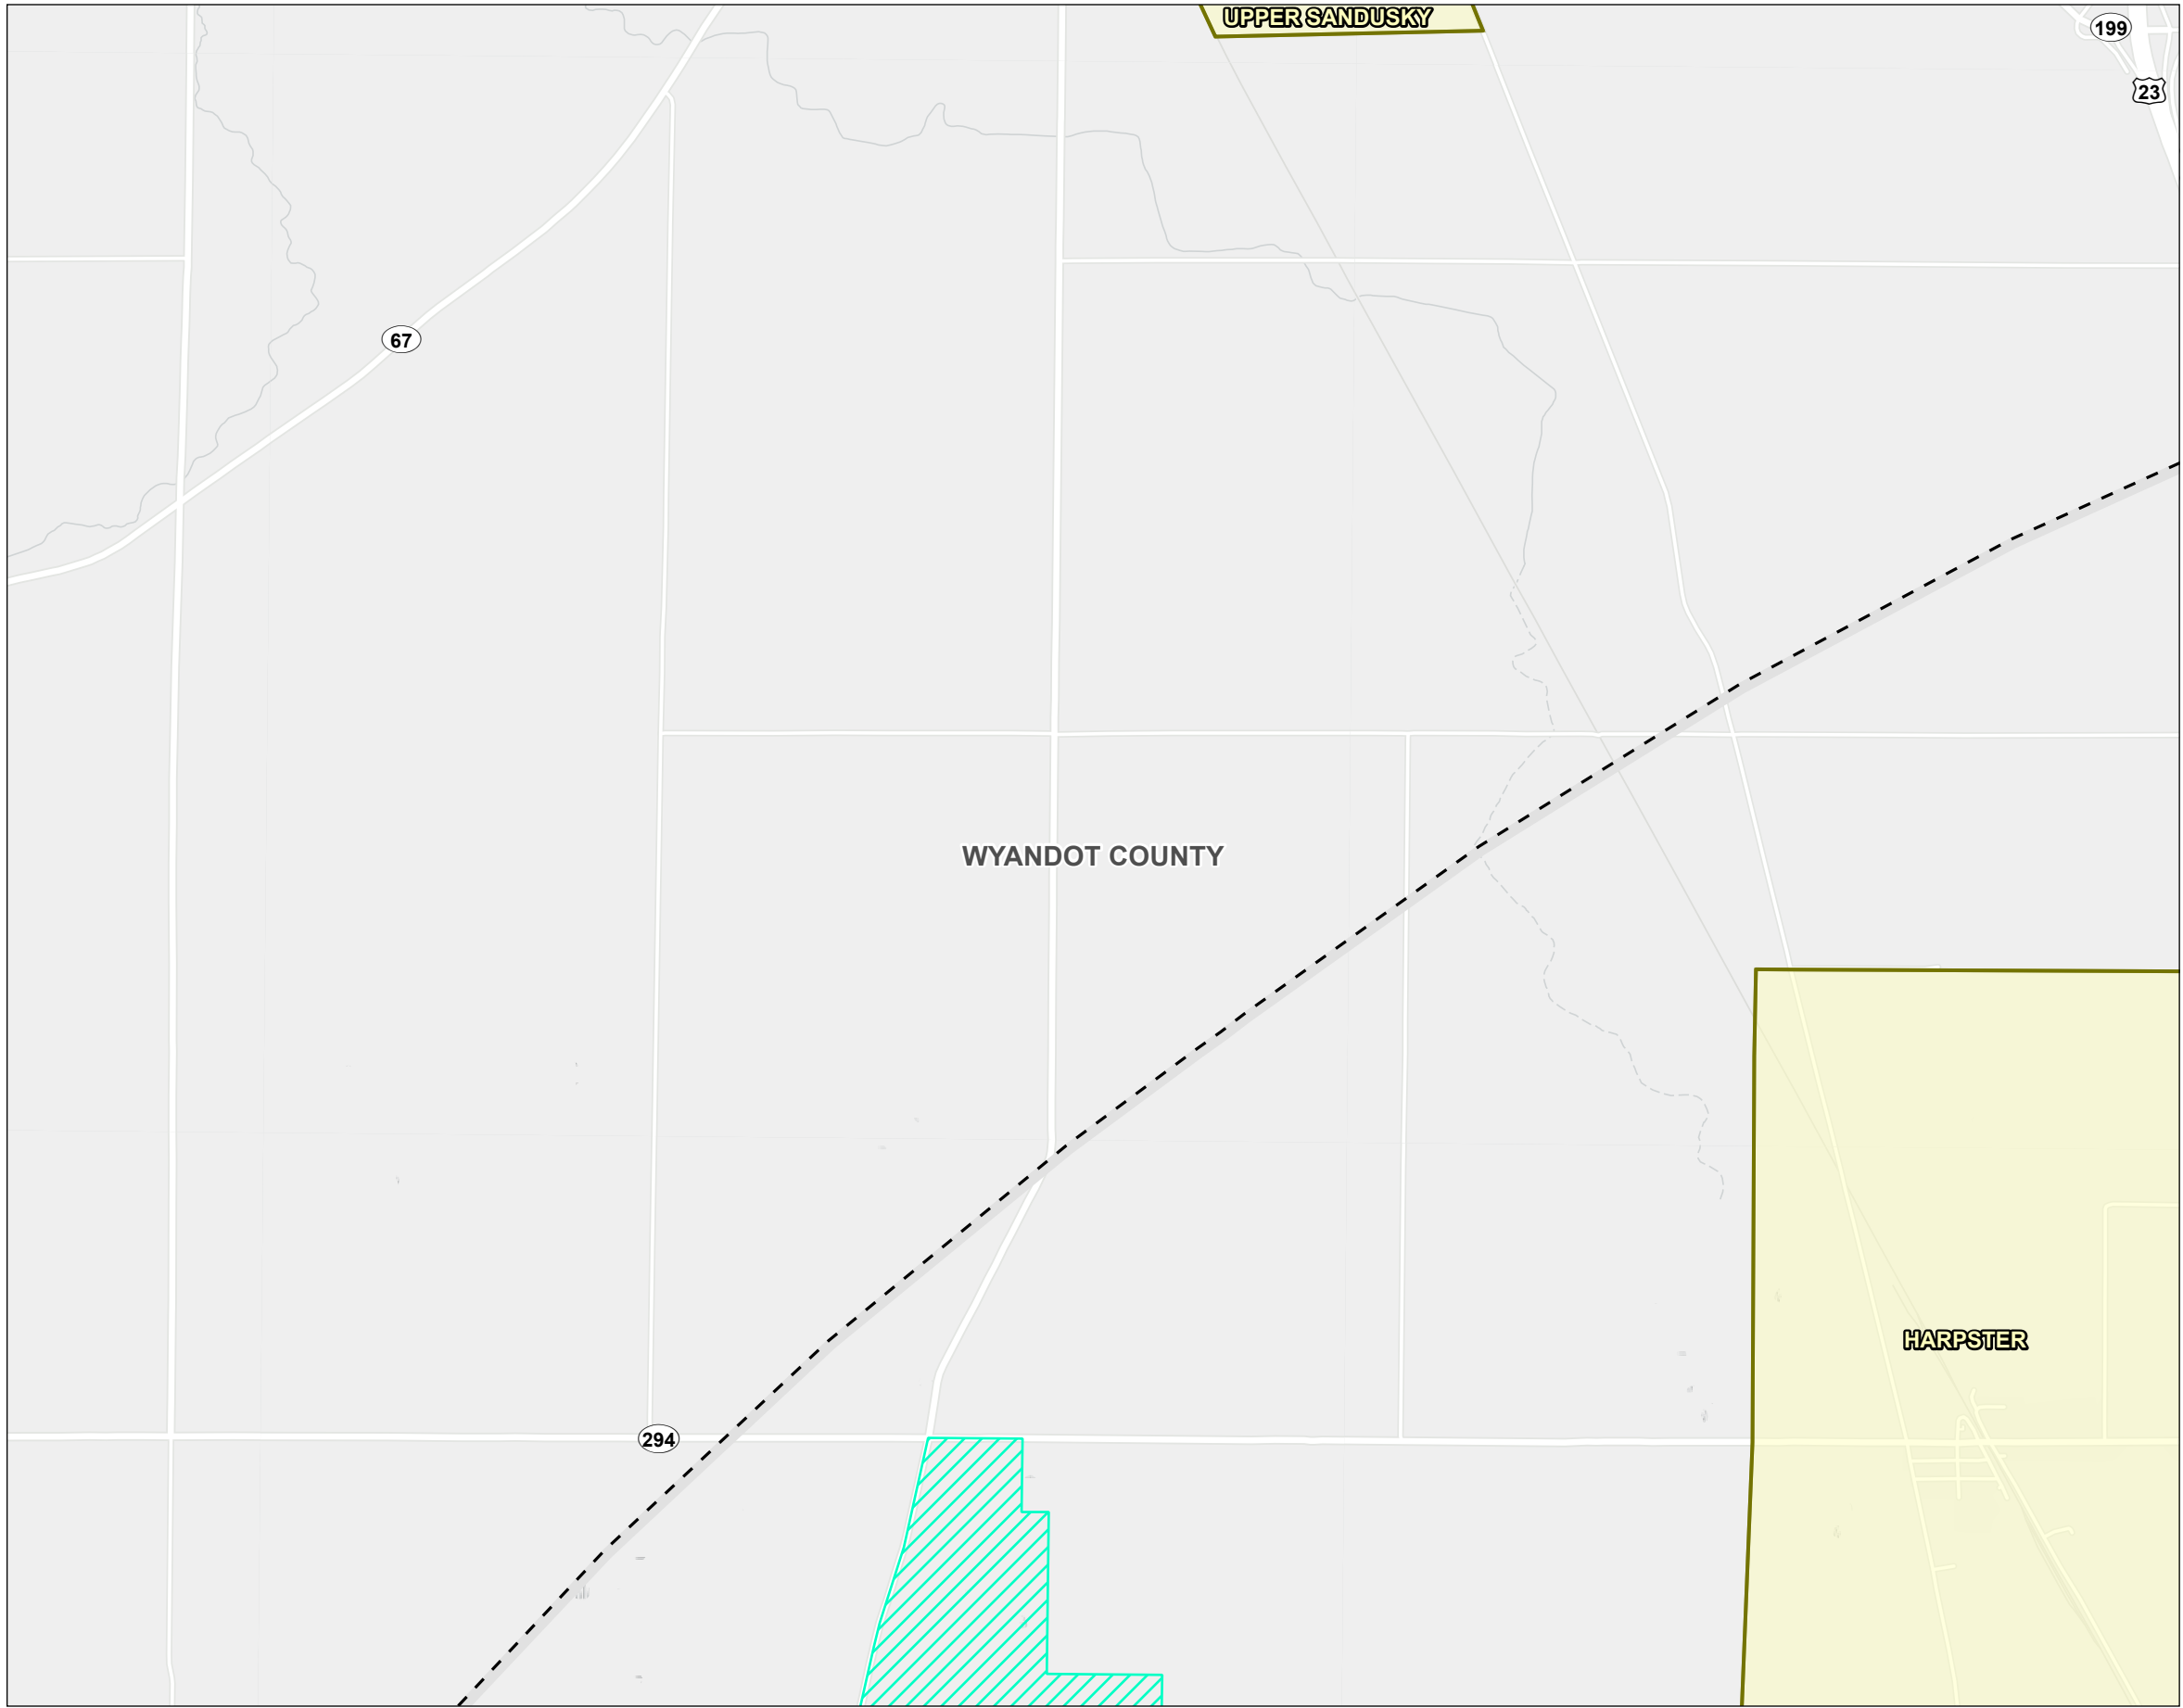 UPPER SANDUSKY
199
23
67
WYANDOT COUNTY
HARPSTER
294